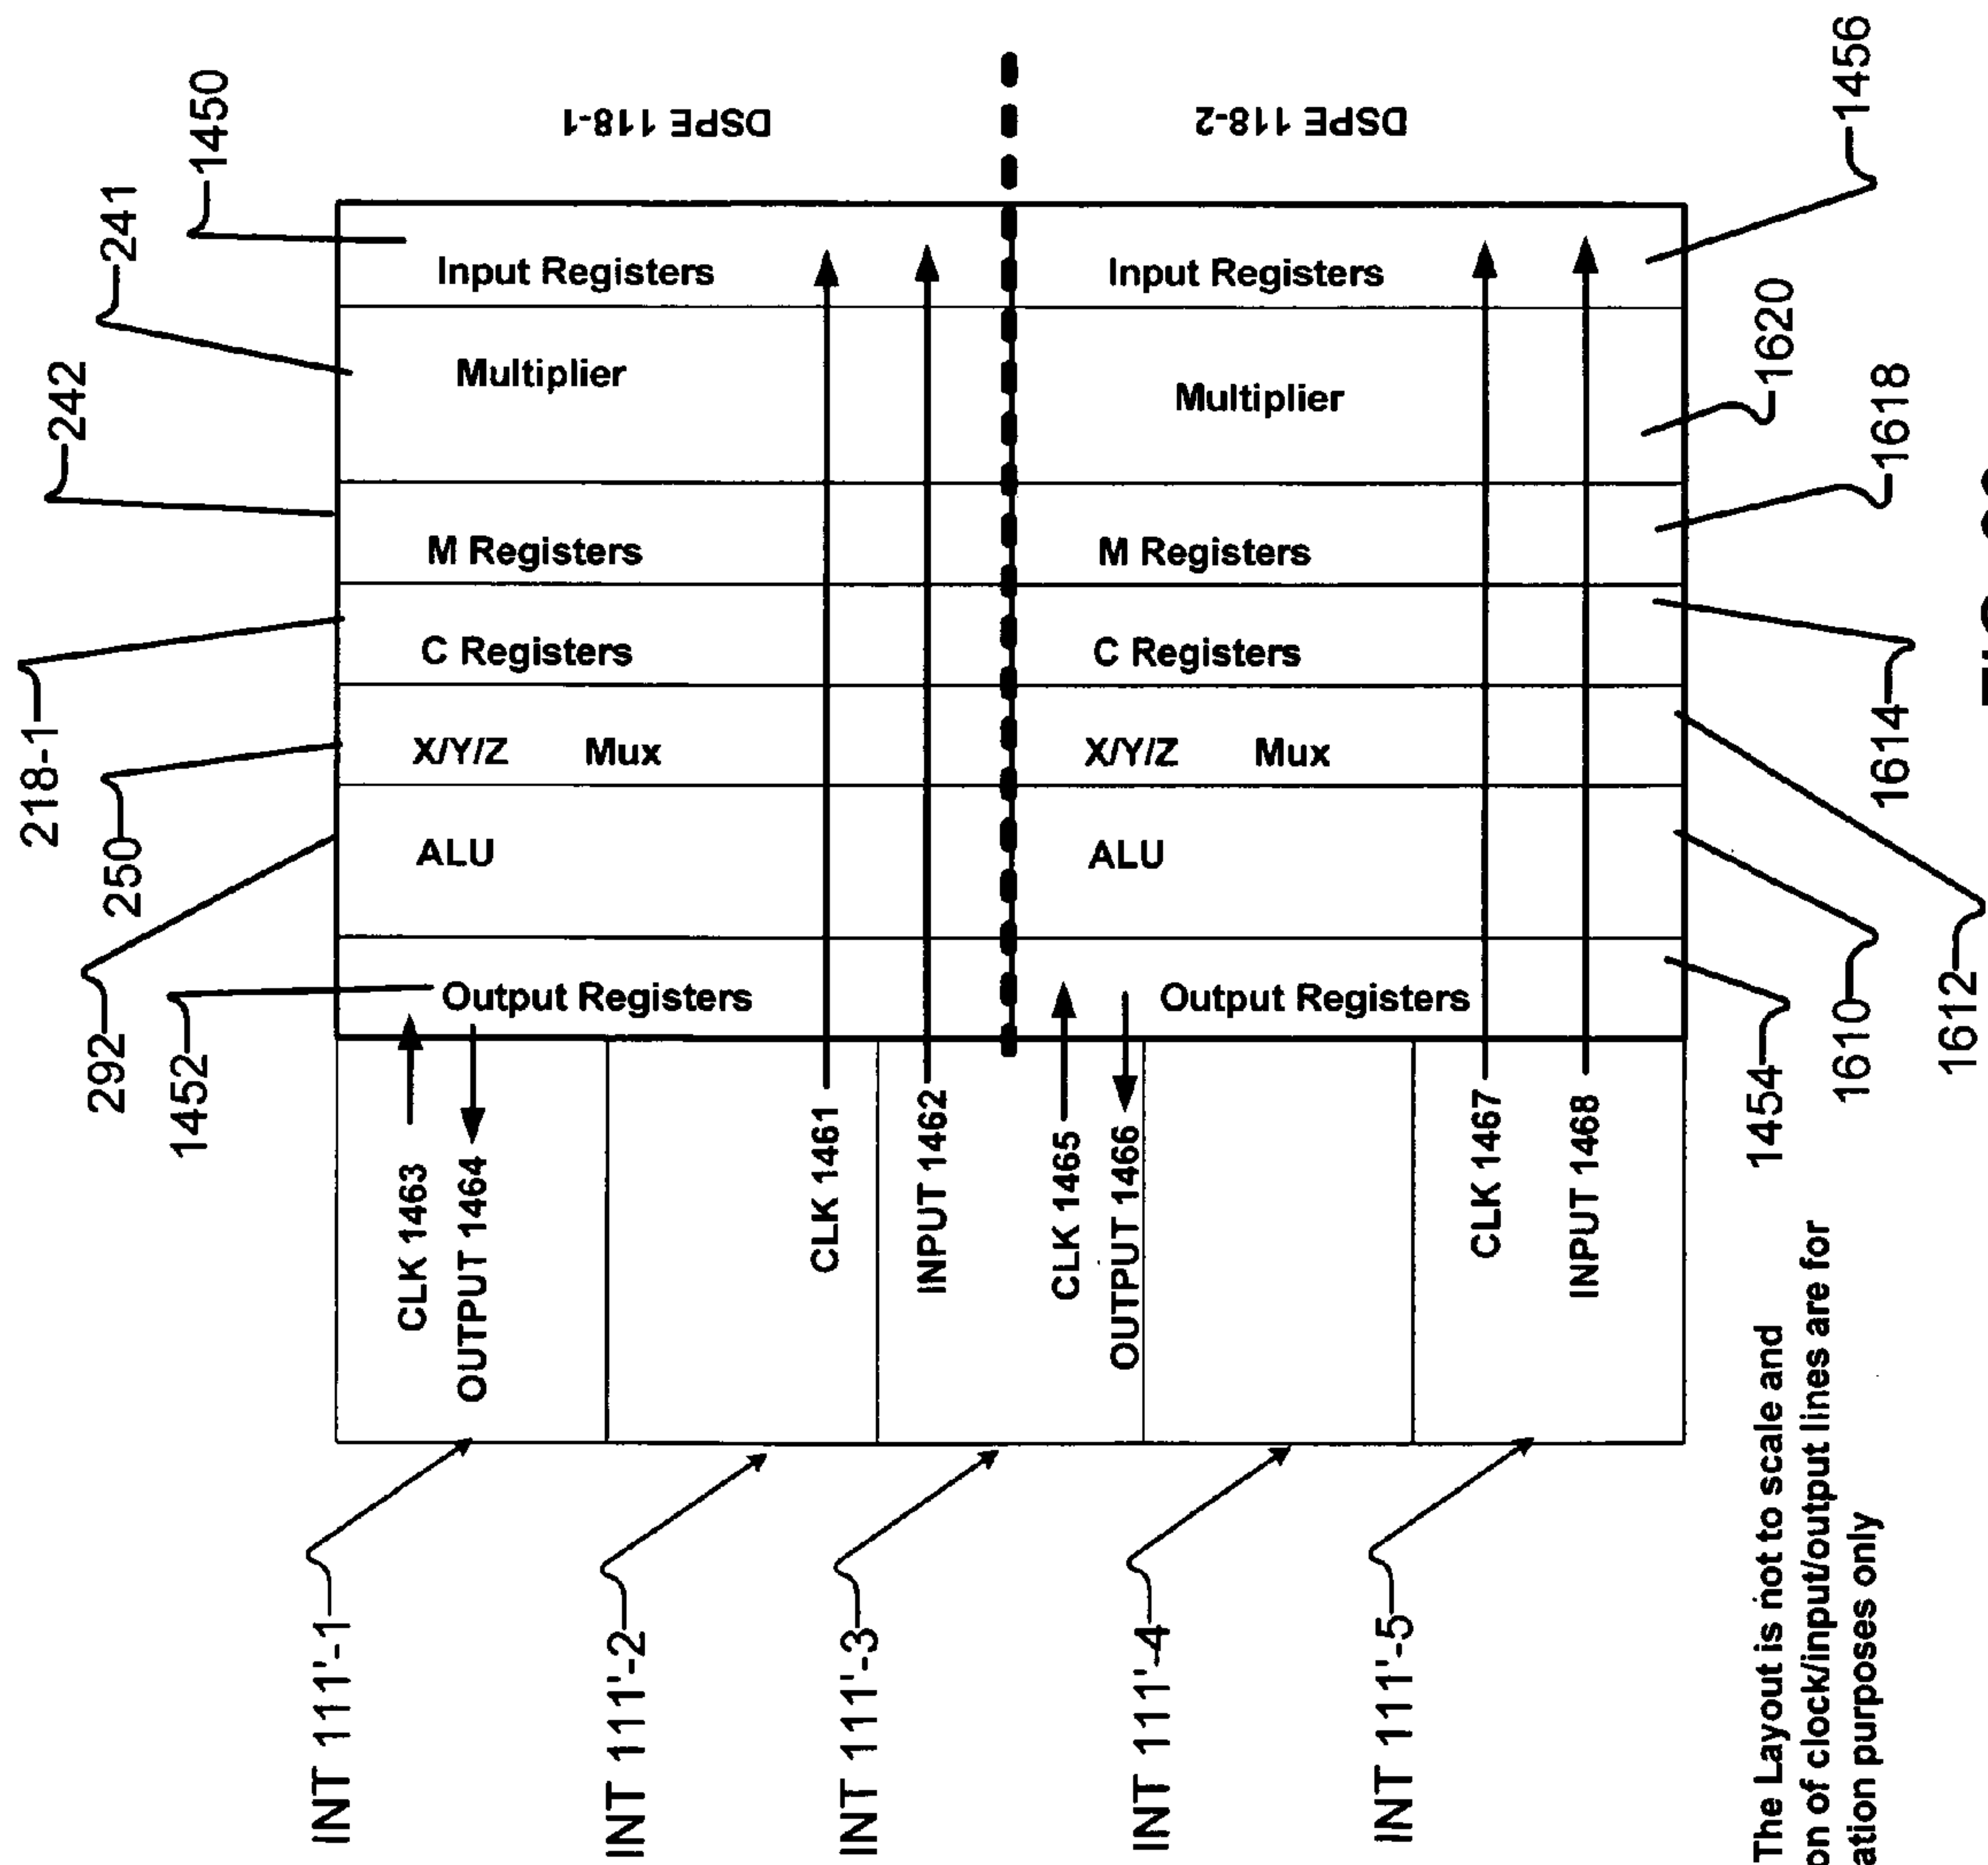 218-1
242
241
1450
250
292
1452
DSPE 118-1
DSPE 118-2
Input Registers
Multiplier
M Registers
C Registers
X/Y/Z Mux
ALU
Output Registers
Input Registers
Multiplier
M Registers
C Registers
X/Y/Z Mux
ALU
Output Registers
CLK 1463
OUTPUT 1464
CLK 1461
INPUT 1462
CLK 1465
OUTPUT 1466
CLK 1467
INPUT 1468
INT 111'-1
INT 111'-2
INT 111'-3
INT 111'-4
INT 111'-5
1456
1620
1618
1614
1612
1610
1454
The Layout is not to scale and
of clock/input/output lines are for
purposes only